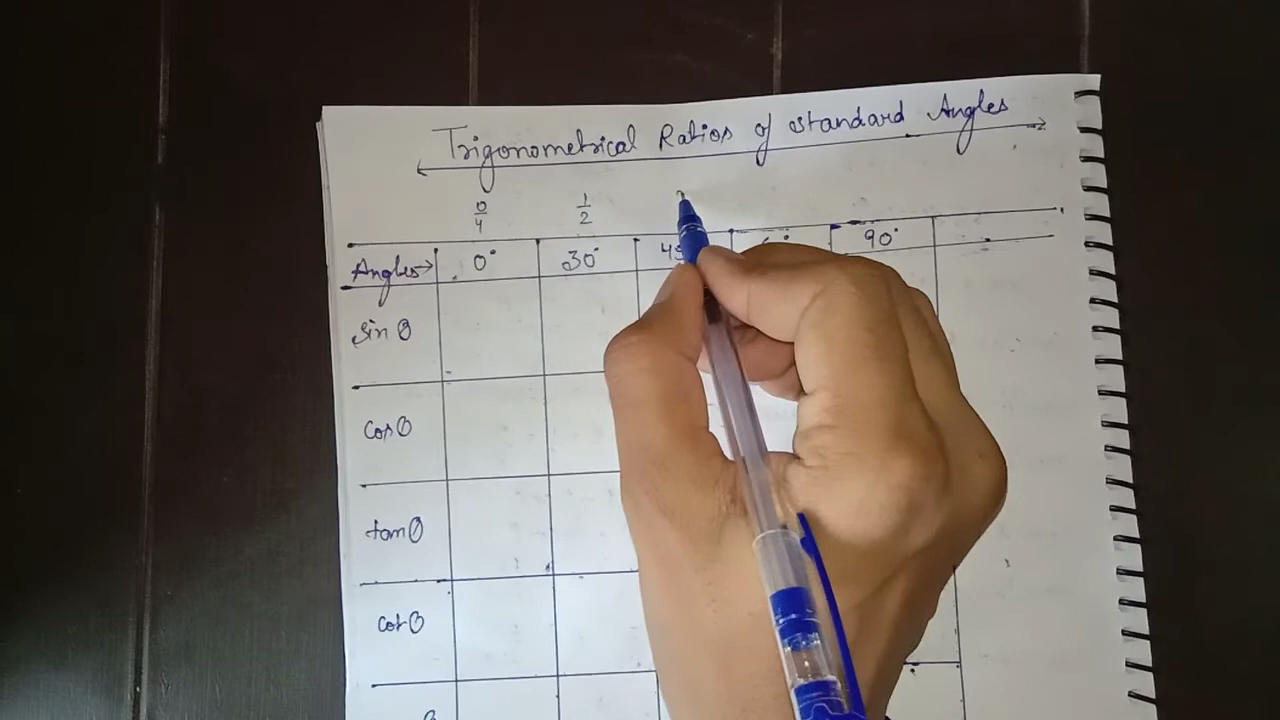 Trigonometrical Ratios of standard Angles
0/4 1/2
Angles→ 0° 30° 90°
sin θ
cos θ
tan θ
cot θ